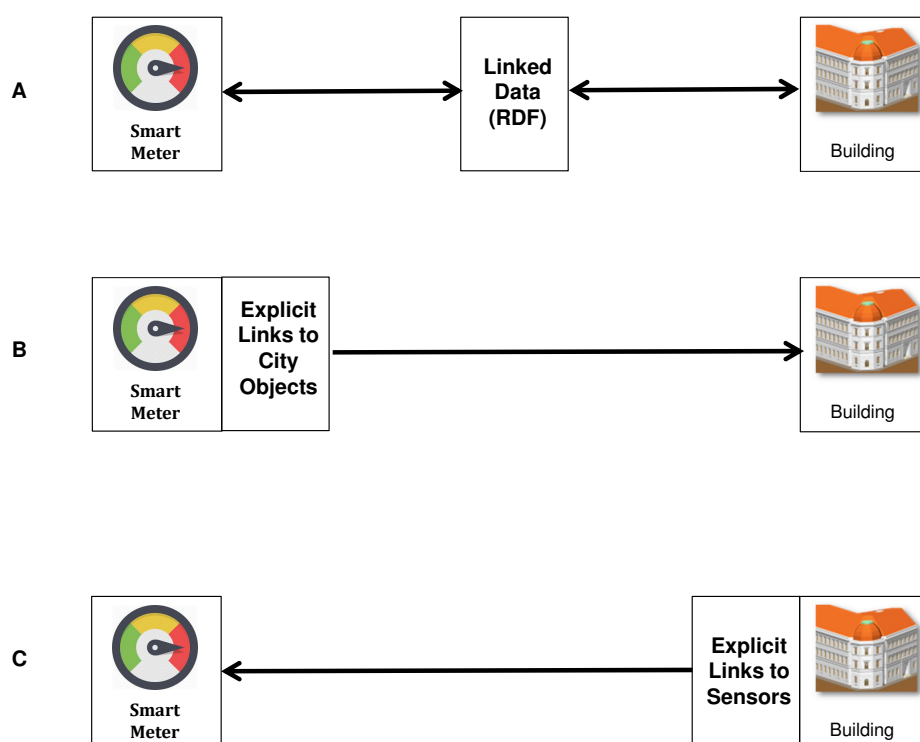 A
Smart
Meter
Linked
Data
(RDF)
Building
B
Smart
Meter
Explicit
Links to
City
Objects
Building
C
Smart
Meter
Explicit
Links to
Sensors
Building